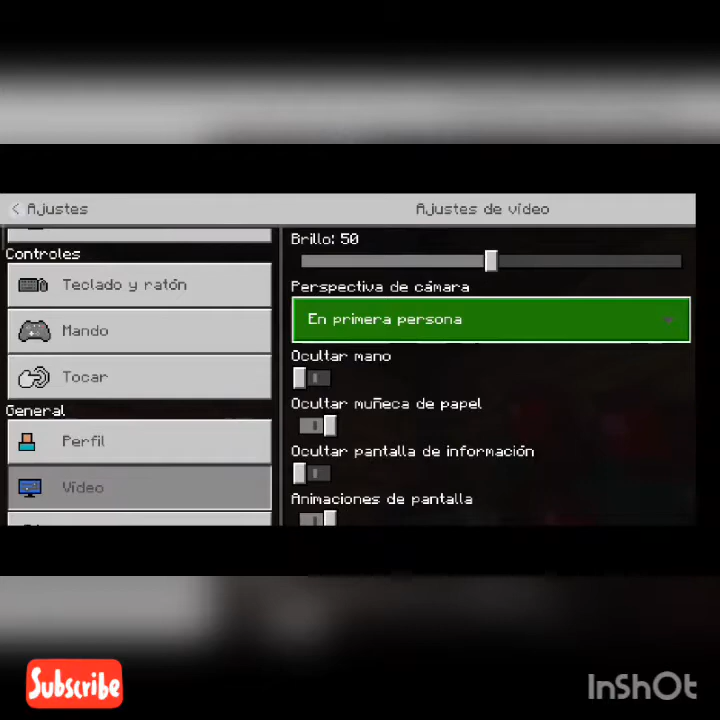 < Ajustes
Ajustes de vídeo
Controles
Teclado y ratón
Mando
Tocar
General
Perfil
Vídeo
Brillo: 50
Perspectiva de cámara
En primera persona
Ocultar mano
Ocultar muñeca de papel
Ocultar pantalla de información
Animaciones de pantalla
Subscribe
InShOt